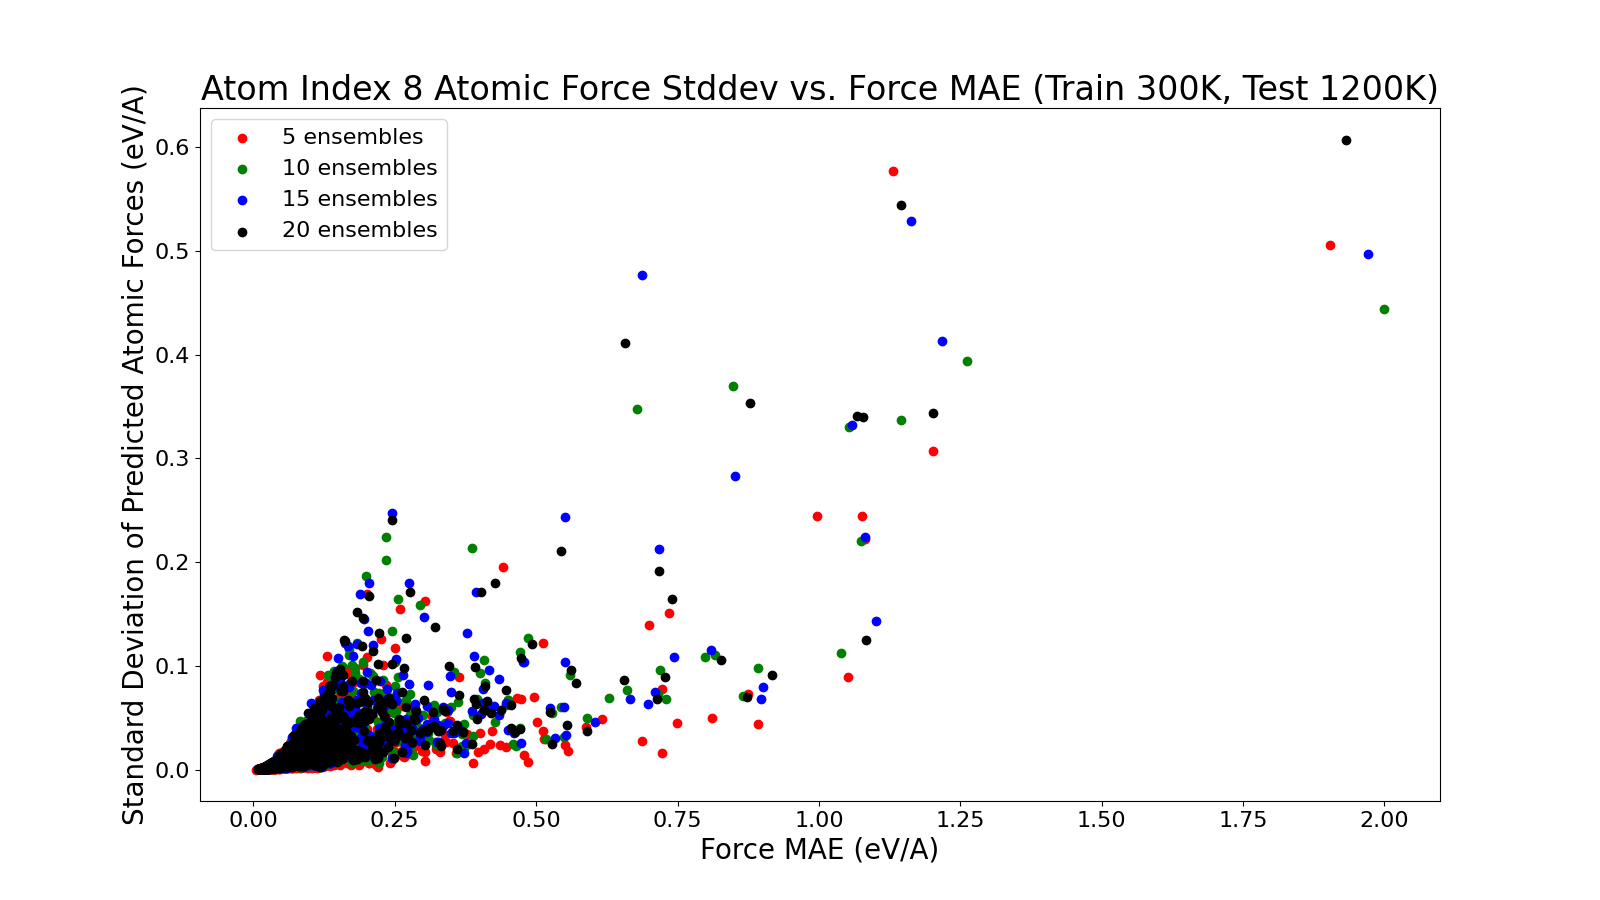 Atom Index 8 Atomic Force Stddev vs. Force MAE (Train 300K, Test 1200K)
Standard Deviation of Predicted Atomic Forces (eV/A)
5 ensembles
10 ensembles
15 ensembles
20 ensembles
0.6
0.5
0.4
0.3
0.2
0.1
0.0
0.00 0.25 0.50 0.75 1.00 1.25 1.50 1.75 2.00
Force MAE (eV/A)